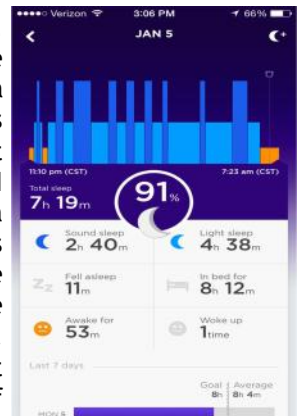 Verizon 3:06 PM 66%
JAN 5
11:10 pm (CST) 7:23 am (CST)
Total sleep
7h 19m
91%
Sound sleep Light sleep
2h 40m 4h 38m
Fell asleep In bed for
11m 8h 12m
Awake for Woke up
53m 1time
Last 7 days
Goal Average
8h 8h 4m
MON 5